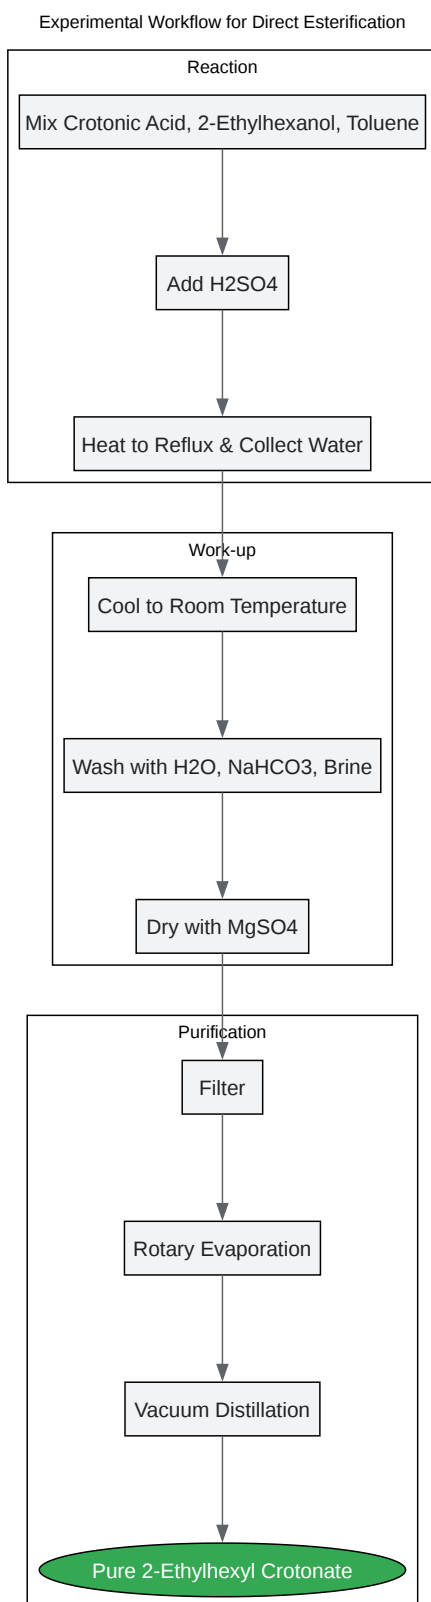 Experimental Workflow for Direct Esterification
Reaction
Mix Crotonic Acid, 2-Ethylhexanol, Toluene
Add H2SO4
Heat to Reflux & Collect Water
Work-up
Cool to Room Temperature
Wash with H2O, NaHCO3, Brine
Dry with MgSO4
Purification
Filter
Rotary Evaporation
Vacuum Distillation
Pure 2-Ethylhexyl Crotonate